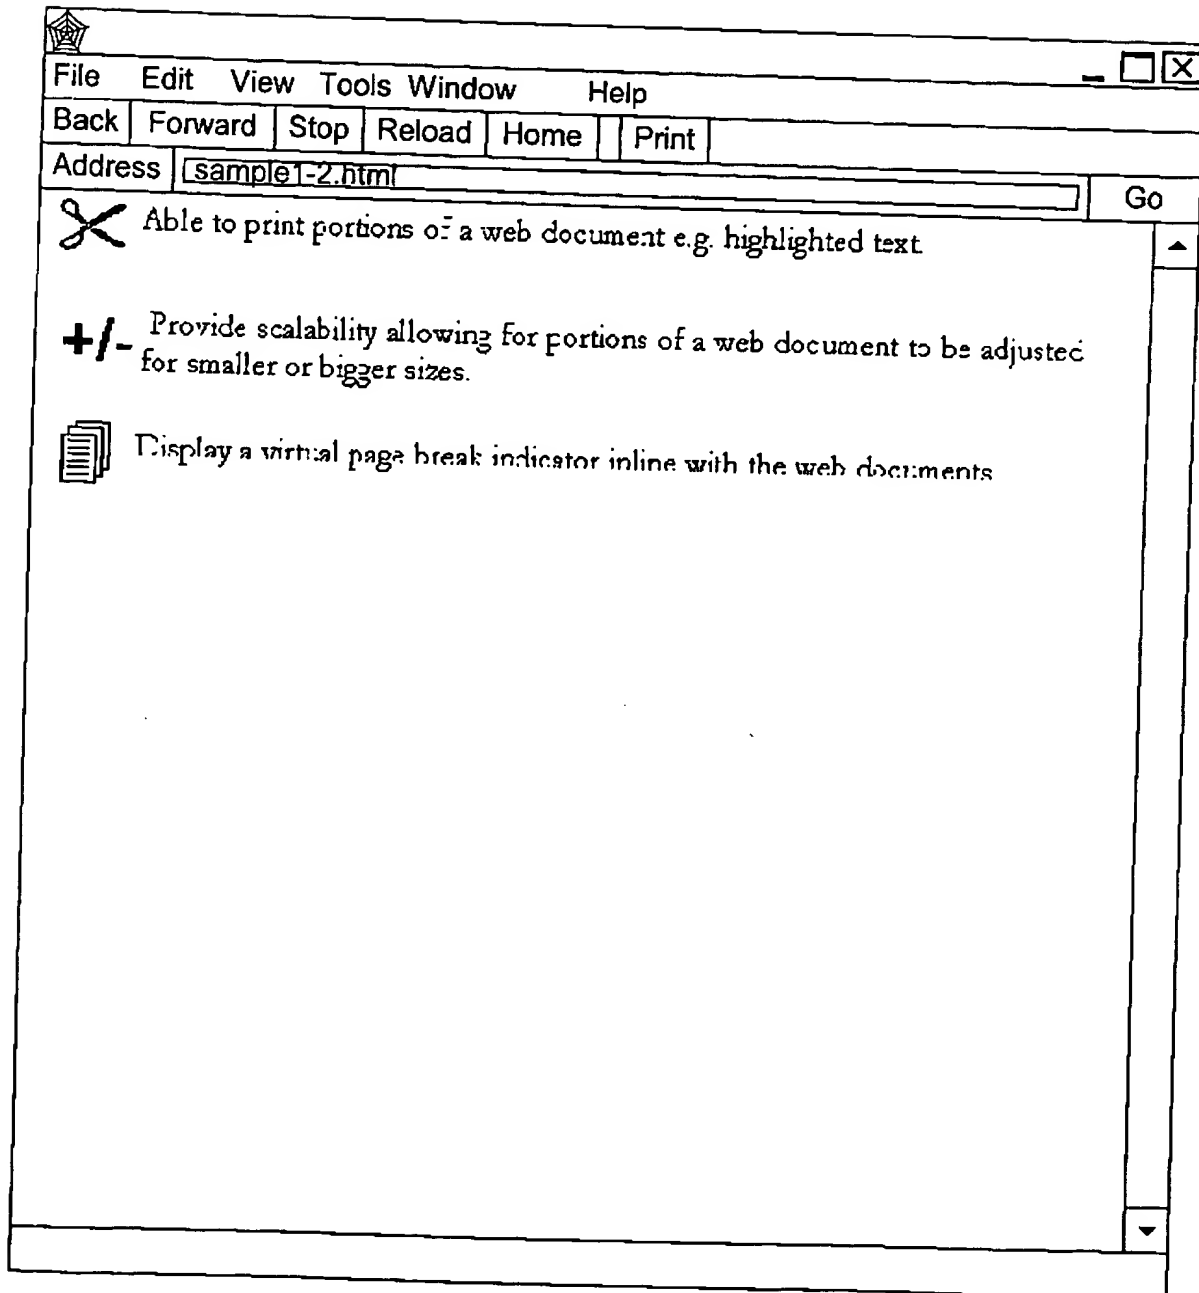 File Edit View Tools Window Help
Back Forward Stop Reload Home Print
Address sample1-2.html Go
Able to print portions of a web document e.g. highlighted text
+/- Provide scalability allowing for portions of a web document to be adjusted
for smaller or bigger sizes.
Display a virtual page break indicator inline with the web documents